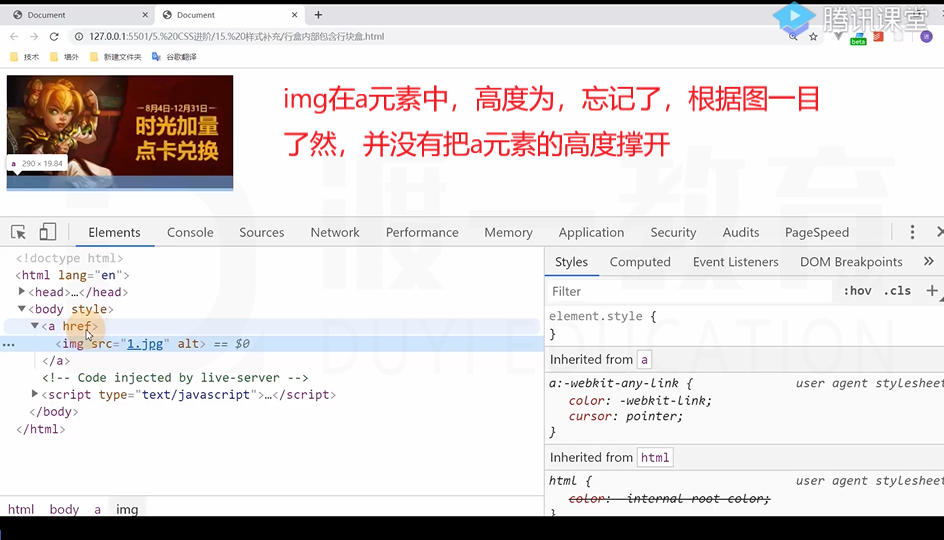 Document
Document
腾讯课堂
127.0.0.1:5501/5.%20CSS进阶/15.%20样式补充/行盒内部包含行块盒.html
beta
技术
墙外
新建文件夹
谷歌翻译
img在a元素中，高度为，忘记了，根据图一目
了然，并没有把a元素的高度撑开
8月4日-12月31日
时光加量
点卡兑换
a 290 × 19.84
渡一教育
DUYI EDUCATION
Elements Console Sources Network Performance Memory Application Security Audits PageSpeed
<!doctype html>
<html lang="en">
<head>…</head>
<body style>
<a href>
<img src="1.jpg" alt> == $0
</a>
<!-- Code injected by live-server -->
<script type="text/javascript">…</script>
</body>
</html>
html body a img
Styles Computed Event Listeners DOM Breakpoints »
Filter :hov .cls +
element.style {
}
Inherited from a
a:-webkit-any-link { user agent stylesheet
color: -webkit-link;
cursor: pointer;
}
Inherited from html
html { user agent stylesheet
color: -internal-root-color;
}